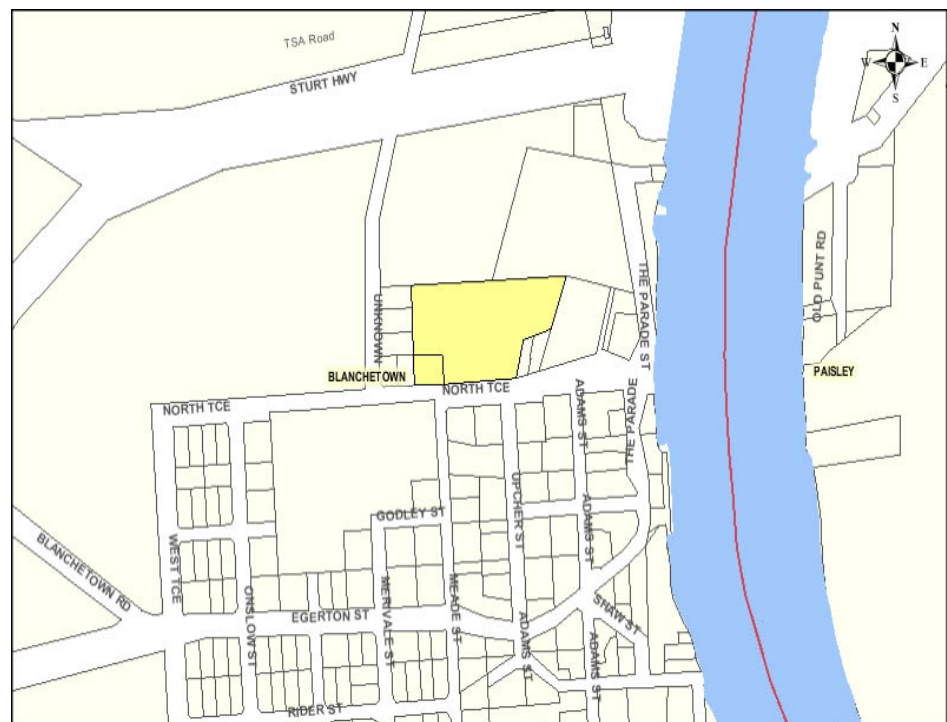 TSA Road
STURT HWY
N
W E
S
UNKNOWN
THE PARADE ST
OLD PUNT RD
BLANCHETOWN
PAISLEY
NORTH TCE
NORTH TCE
ADAMS ST
THE PARADE
UPCHER ST
GODLEY ST
ADAMS ST
WEST TCE
BLANCHETOWN RD
ONSLOW ST
EGERTON ST
MERIVALE ST
MEADE ST
ADAMS ST
SHAW ST
ADAMS ST
RIDER ST